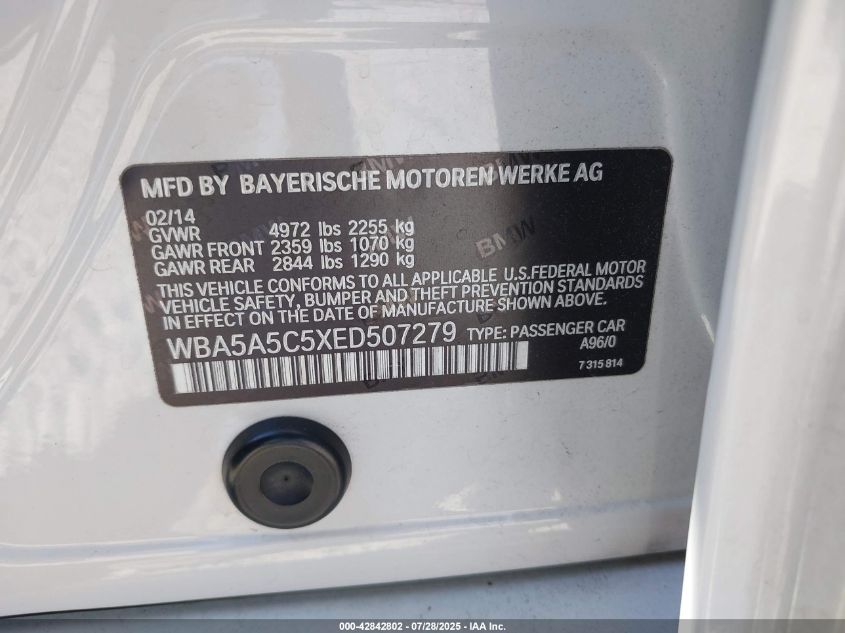 MFD BY BAYERISCHE MOTOREN WERKE AG
02/14
GVWR 4972 lbs 2255 kg
GAWR FRONT 2359 lbs 1070 kg
GAWR REAR 2844 lbs 1290 kg
THIS VEHICLE CONFORMS TO ALL APPLICABLE U.S.FEDERAL MOTOR
VEHICLE SAFETY, BUMPER AND THEFT PREVENTION STANDARDS
IN EFFECT ON THE DATE OF MANUFACTURE SHOWN ABOVE.
WBA5A5C5XED507279 TYPE: PASSENGER CAR
A96/0
7 315 814
BMW
000-42842802 - 07/28/2025 - IAA Inc.